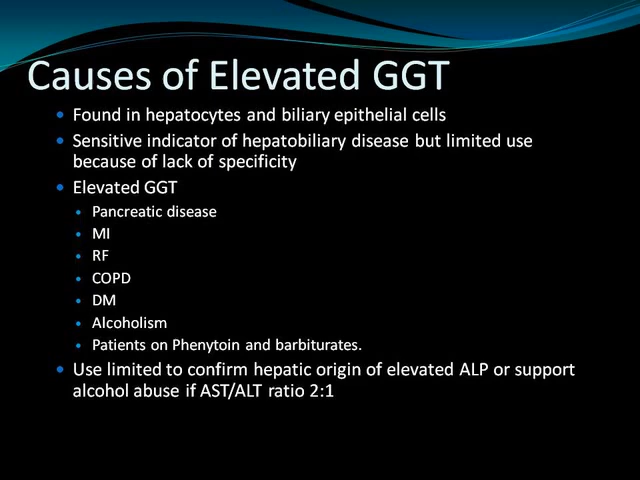 Causes of Elevated GGT
• Found in hepatocytes and biliary epithelial cells
• Sensitive indicator of hepatobiliary disease but limited use
because of lack of specificity
• Elevated GGT
• Pancreatic disease
• MI
• RF
• COPD
• DM
• Alcoholism
• Patients on Phenytoin and barbiturates.
• Use limited to confirm hepatic origin of elevated ALP or support
alcohol abuse if AST/ALT ratio 2:1